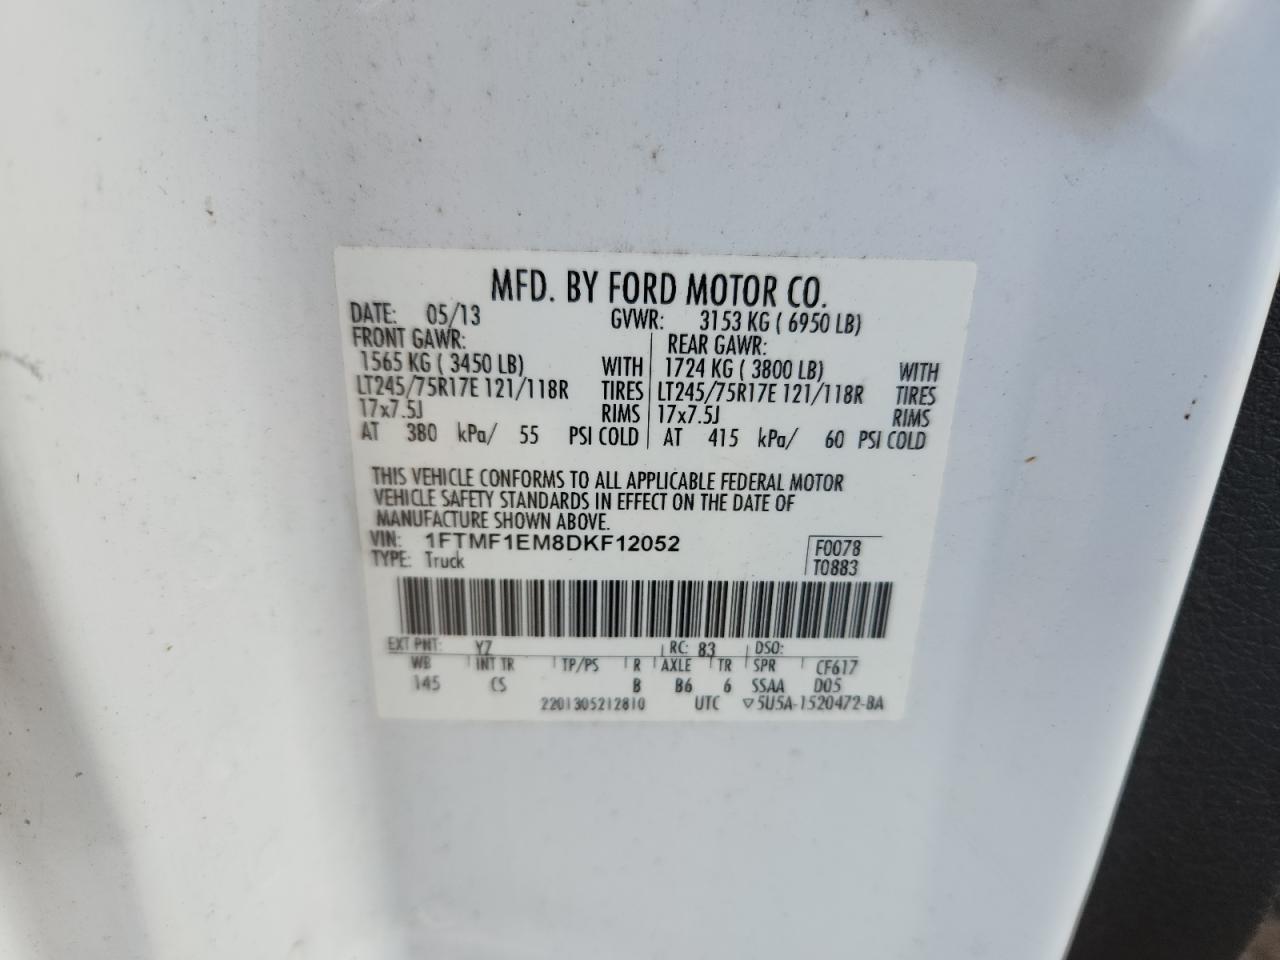 MFD. BY FORD MOTOR CO.
DATE: 05/13 GVWR: 3153 KG ( 6950 LB)
FRONT GAWR: REAR GAWR:
1565 KG ( 3450 LB) WITH 1724 KG ( 3800 LB) WITH
LT245/75R17E 121/118R TIRES LT245/75R17E 121/118R TIRES
17x7.5J RIMS 17x7.5J RIMS
AT 380 kPa/ 55 PSI COLD AT 415 kPa/ 60 PSI COLD
THIS VEHICLE CONFORMS TO ALL APPLICABLE FEDERAL MOTOR
VEHICLE SAFETY STANDARDS IN EFFECT ON THE DATE OF
MANUFACTURE SHOWN ABOVE.
VIN: 1FTMF1EM8DKF12052 F0078
TYPE: Truck T0883
EXT PNT: YZ RC: 83 DSO:
WB INT TR TP/PS R AXLE TR SPR CF617
145 CS B B6 6 SSAA D05
2201305212810 UTC ▽5U5A-1520472-BA